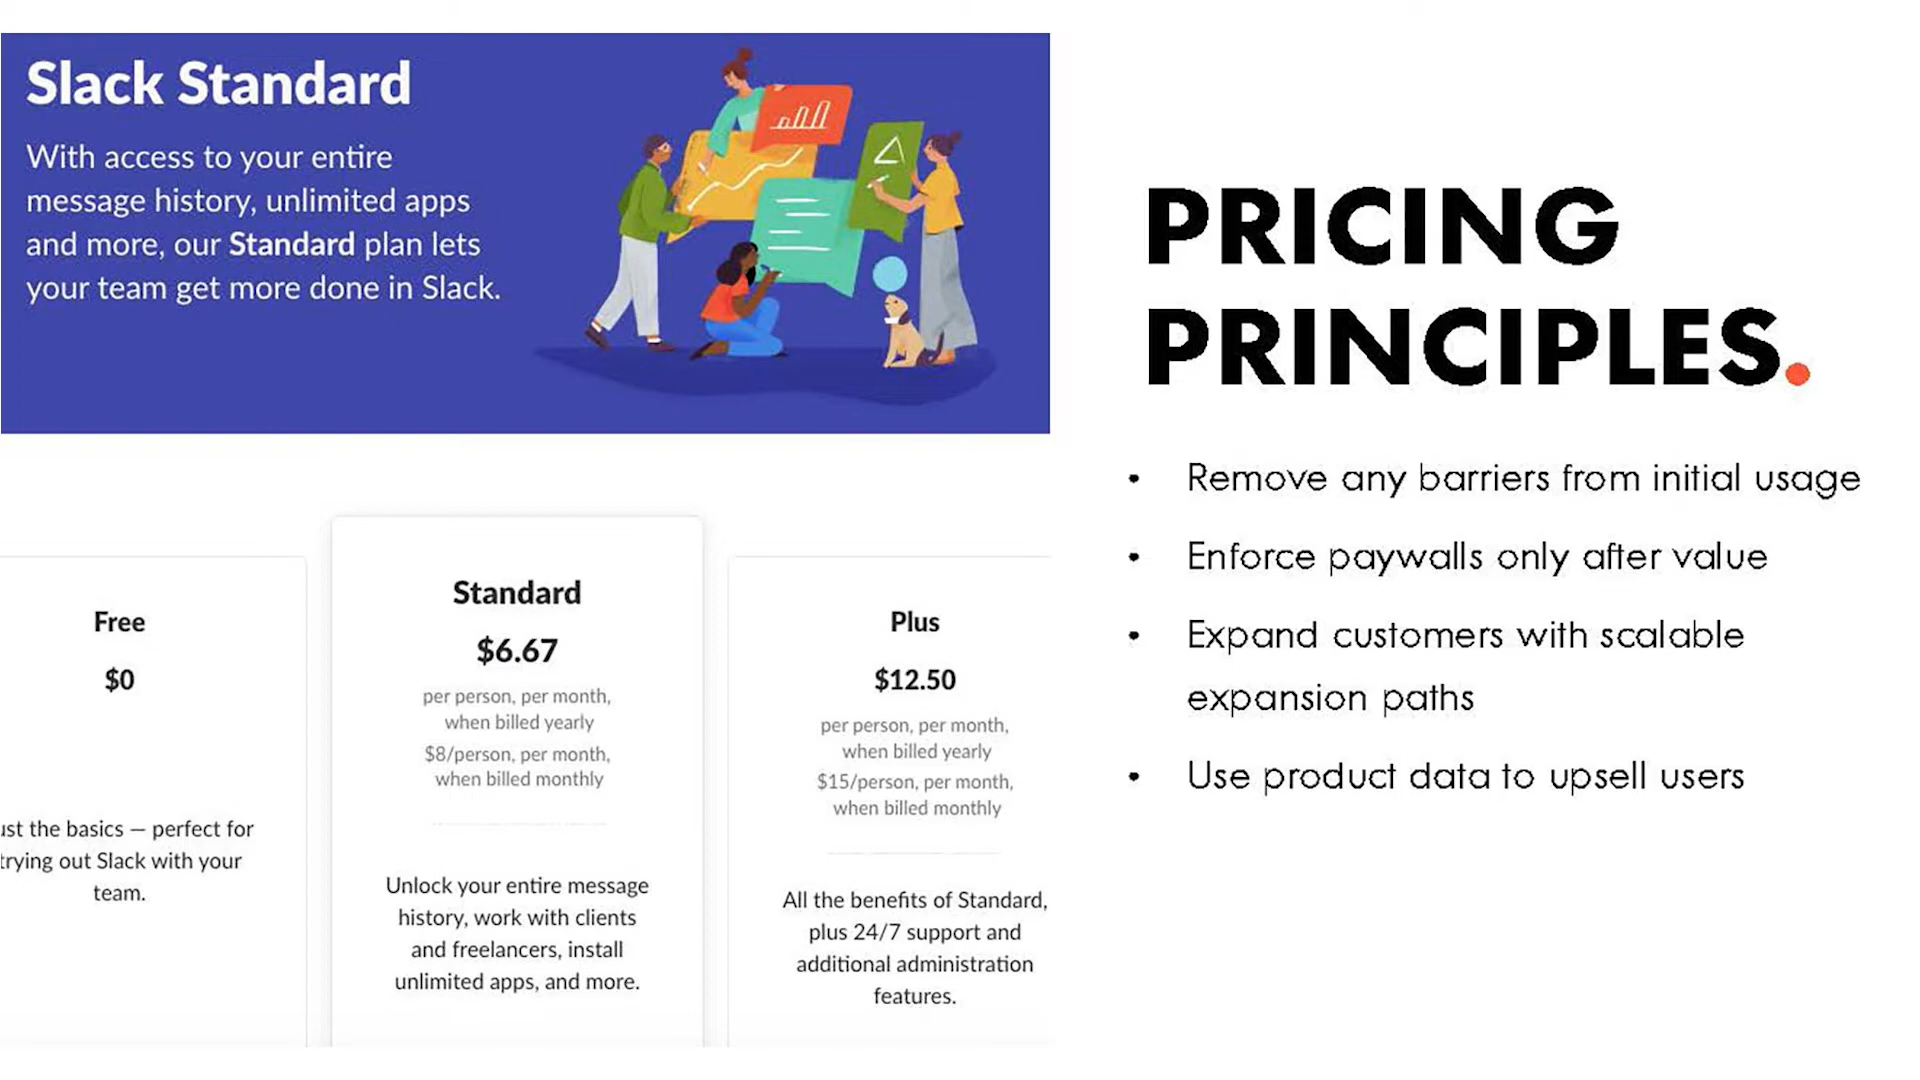 Slack Standard
With access to your entire
message history, unlimited apps
and more, our Standard plan lets
your team get more done in Slack.
Free
$0
ust the basics — perfect for
trying out Slack with your
team.
Standard
$6.67
per person, per month,
when billed yearly
$8/person, per month,
when billed monthly
Unlock your entire message
history, work with clients
and freelancers, install
unlimited apps, and more.
Plus
$12.50
per person, per month,
when billed yearly
$15/person, per month,
when billed monthly
All the benefits of Standard,
plus 24/7 support and
additional administration
features.
PRICING
PRINCIPLES.
• Remove any barriers from initial usage
• Enforce paywalls only after value
• Expand customers with scalable
expansion paths
• Use product data to upsell users